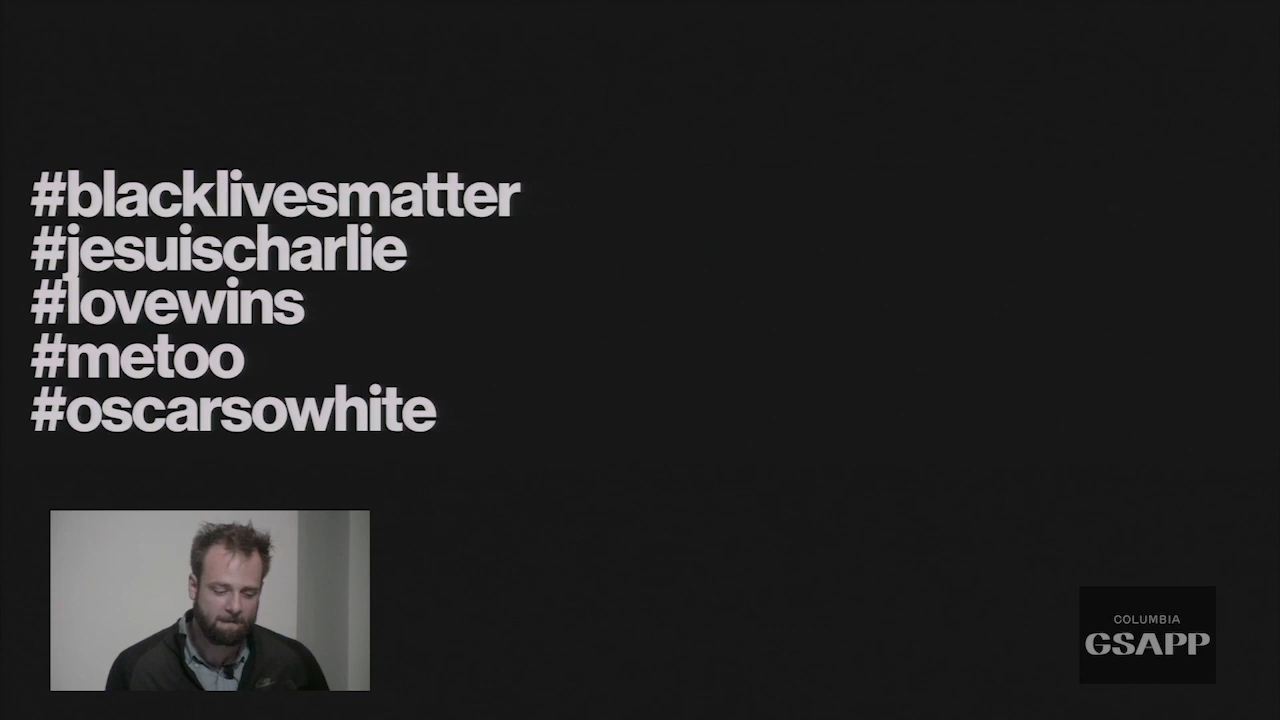 #blacklivesmatter
#jesuischarlie
#lovewins
#metoo
#oscarsowhite
COLUMBIA
GSAPP